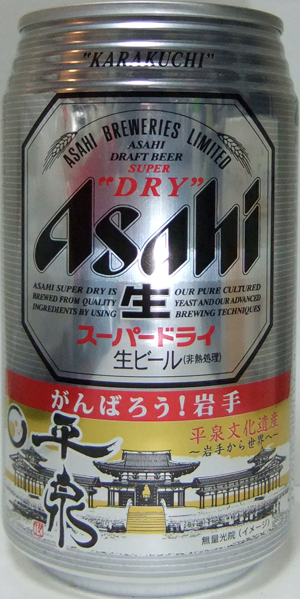 "KARAKUCHI"
ASAHI BREWERIES LIMITED
ASAHI
DRAFT BEER
SUPER
"DRY"
Asahi
ASAHI SUPER DRY IS
BREWED FROM QUALITY
INGREDIENTS BY USING
生
OUR PURE CULTURED
YEAST AND OUR ADVANCED
BREWING TECHNIQUES
スーパードライ
生ビール(非熱処理)
がんばろう!岩手
平泉
平泉文化遺産
~岩手から世界へ~
無量光院(イメージ)